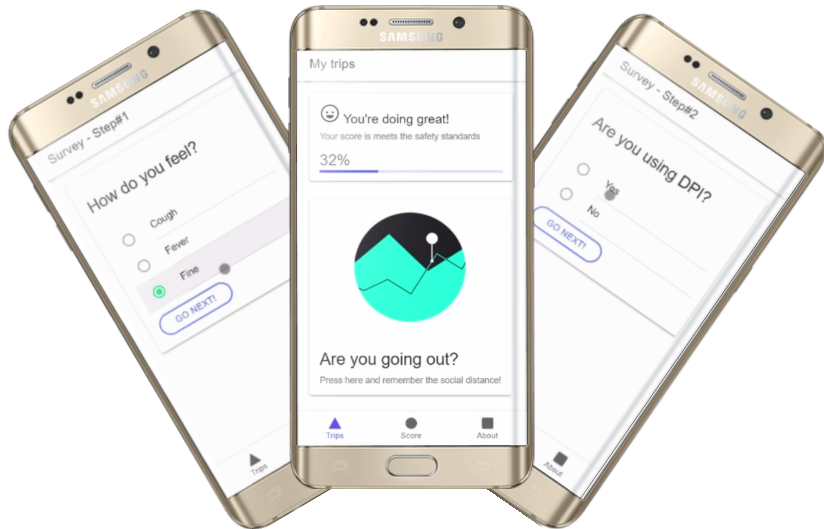 SAMSUNG
Survey - Step#1
How do you feel?
Cough
Fever
Fine
GO NEXT!
Trips
SAMSUNG
My trips
You're doing great!
Your score is meets the safety standards
32%
Are you going out?
Press here and remember the social distance!
Trips
Score
About
SAMSUNG
Survey - Step#2
Are you using DPI?
Yes
No
GO NEXT!
About